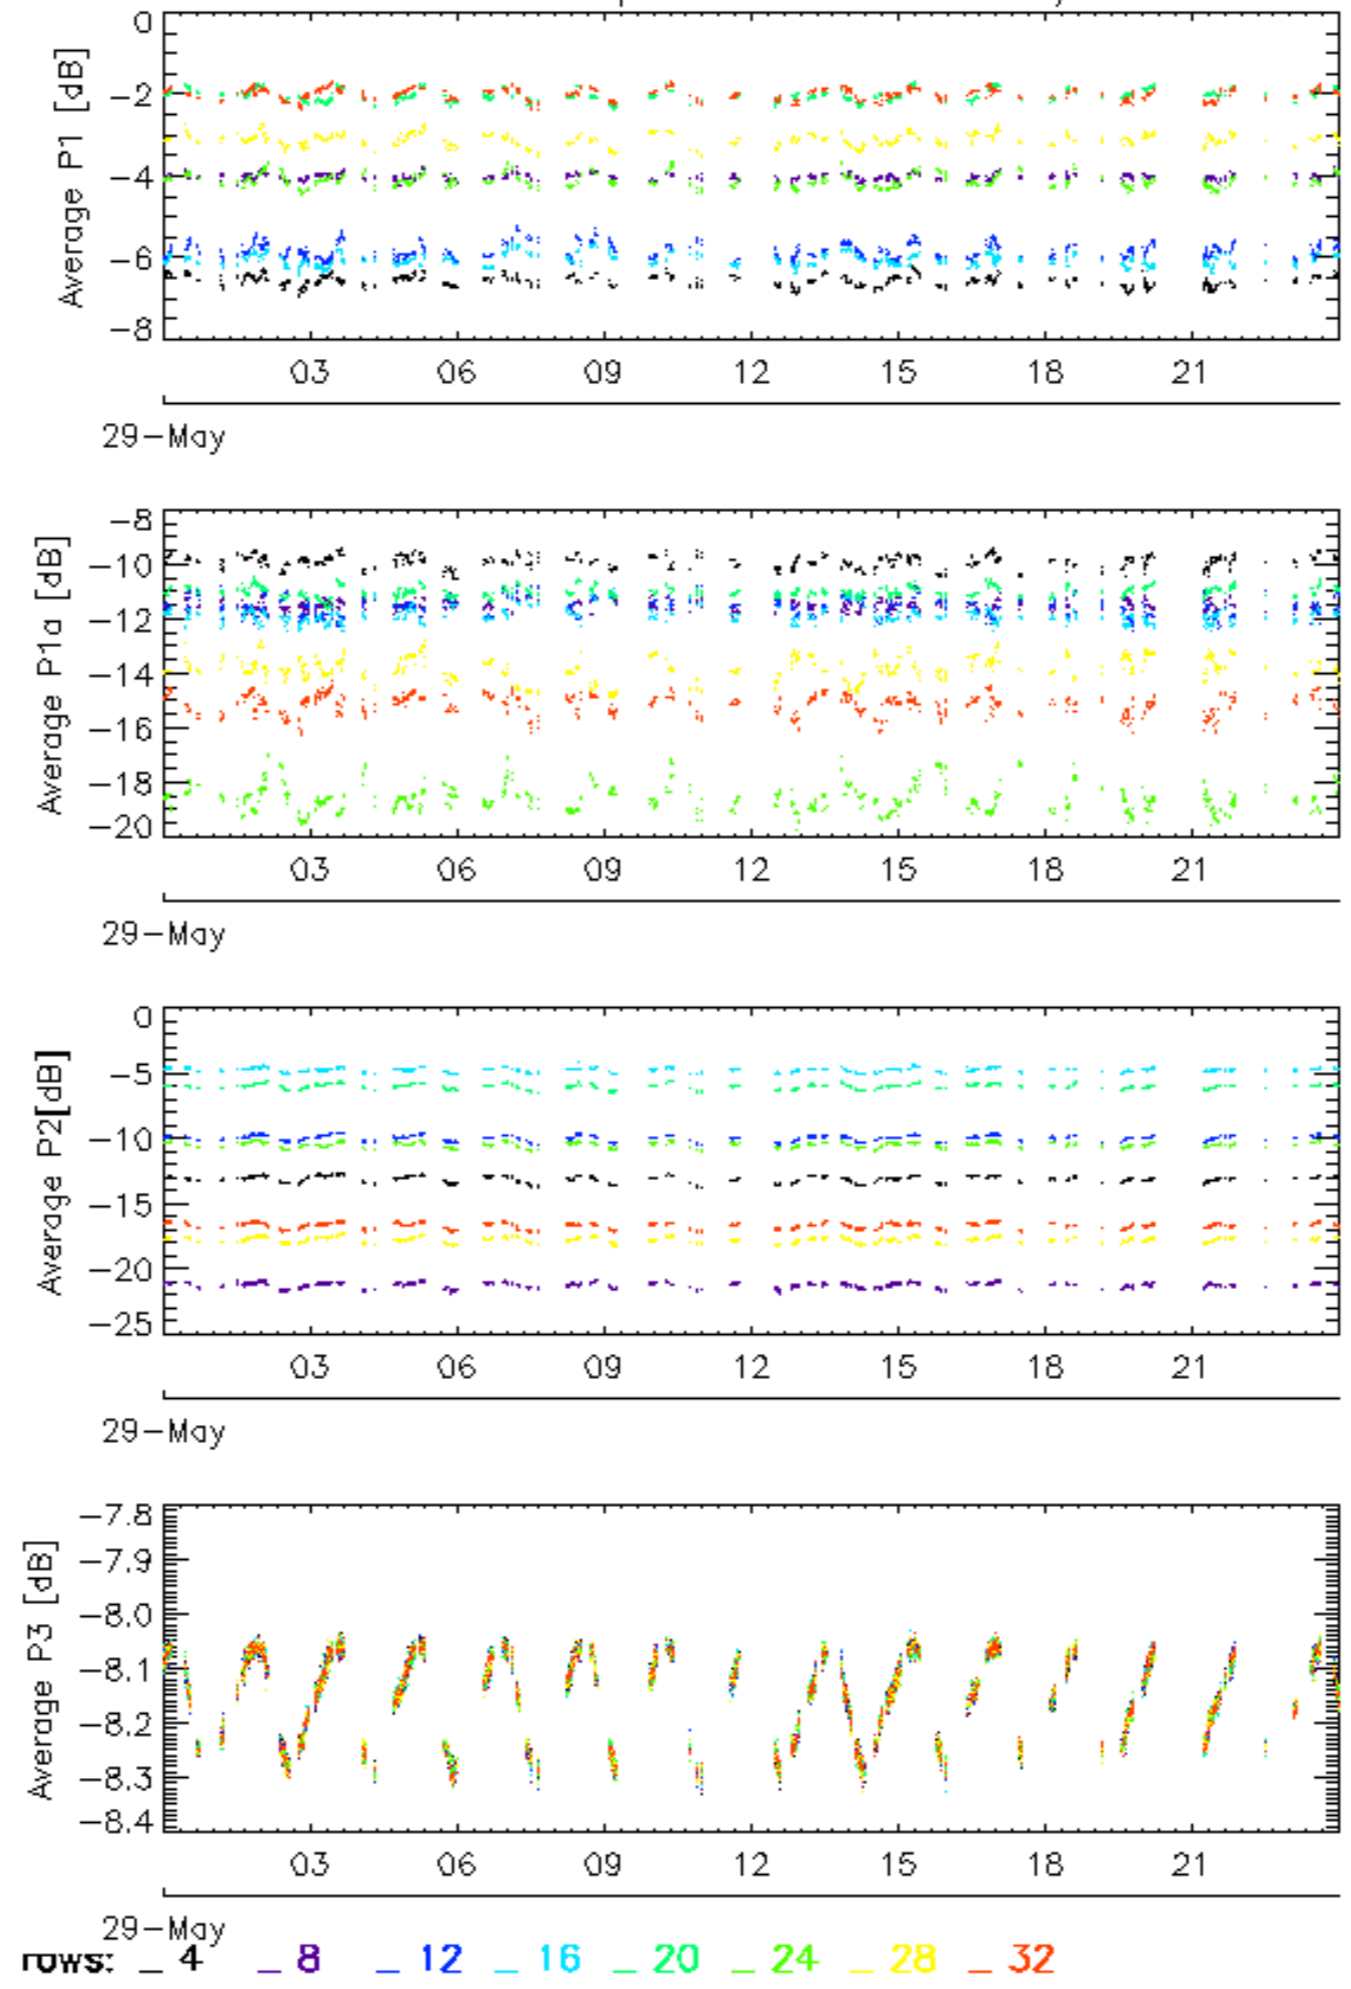 Average P1 [dB]
0
-2
-4
-6
-8
03 06 09 12 15 18 21
29-May
Average P1a [dB]
-8
-10
-12
-14
-16
-18
-20
03 06 09 12 15 18 21
29-May
Average P2[dB]
0
-5
-10
-15
-20
-25
03 06 09 12 15 18 21
29-May
Average P3 [dB]
-7.8
-7.9
-8.0
-8.1
-8.2
-8.3
-8.4
03 06 09 12 15 18 21
29-May
rows: _ 4 _ 8 _ 12 _ 16 _ 20 _ 24 _ 28 _ 32